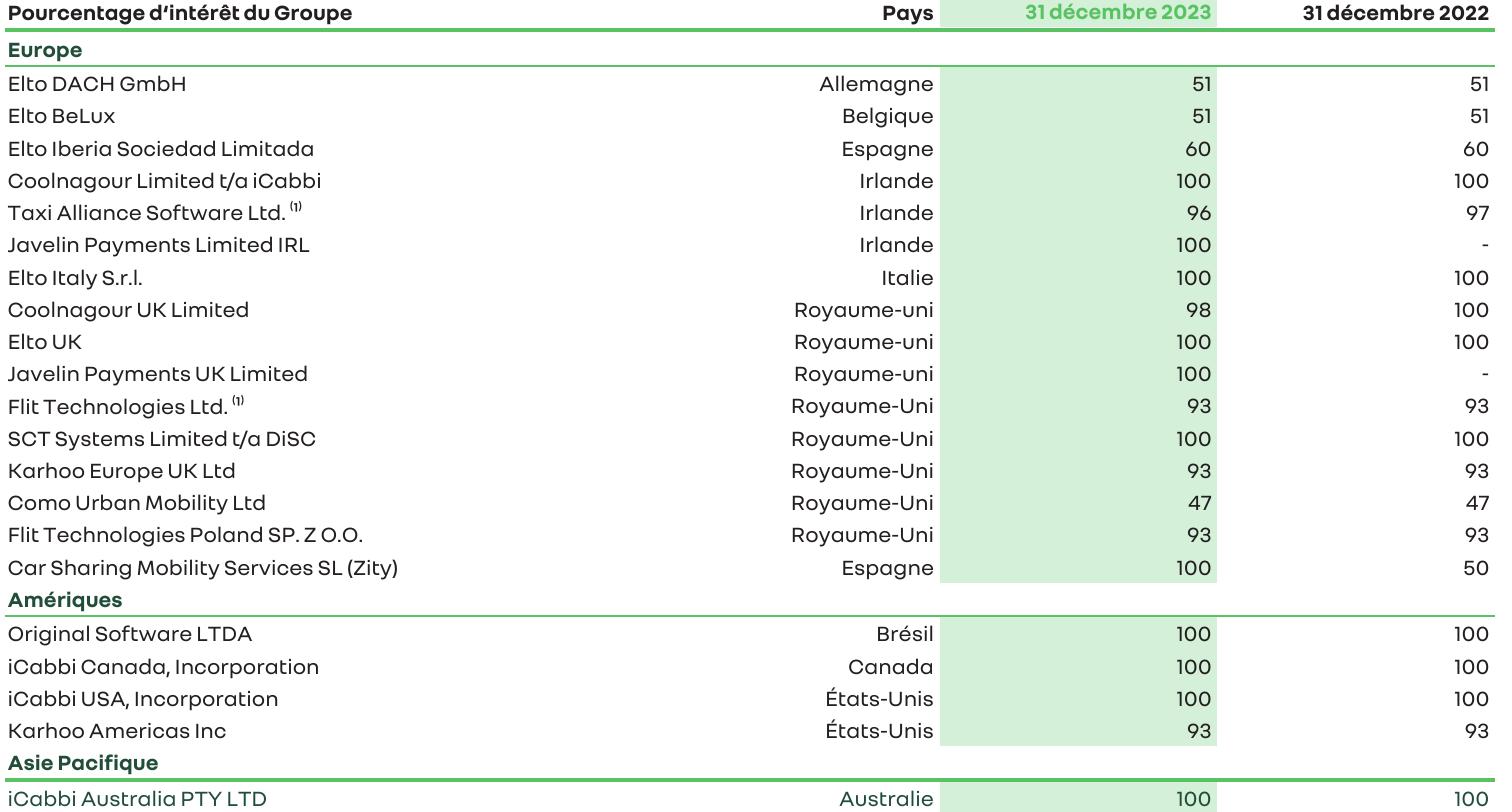 Pourcentage d‘intérêt du Groupe Pays 31 décembre 2023 31 décembre 2022
Europe
Elto DACH GmbH Allemagne 51 51
Elto BeLux Belgique 51 51
Elto Iberia Sociedad Limitada Espagne 60 60
Coolnagour Limited t/a iCabbi Irlande 100 100
Taxi Alliance Software Ltd. (1) Irlande 96 97
Javelin Payments Limited IRL Irlande 100 -
Elto Italy S.r.l. Italie 100 100
Coolnagour UK Limited Royaume-uni 98 100
Elto UK Royaume-uni 100 100
Javelin Payments UK Limited Royaume-uni 100 -
Flit Technologies Ltd. (1) Royaume-Uni 93 93
SCT Systems Limited t/a DiSC Royaume-Uni 100 100
Karhoo Europe UK Ltd Royaume-Uni 93 93
Como Urban Mobility Ltd Royaume-Uni 47 47
Flit Technologies Poland SP. Z O.O. Royaume-Uni 93 93
Car Sharing Mobility Services SL (Zity) Espagne 100 50
Amériques
Original Software LTDA Brésil 100 100
iCabbi Canada, Incorporation Canada 100 100
iCabbi USA, Incorporation États-Unis 100 100
Karhoo Americas Inc États-Unis 93 93
Asie Pacifique
iCabbi Australia PTY LTD Australie 100 100